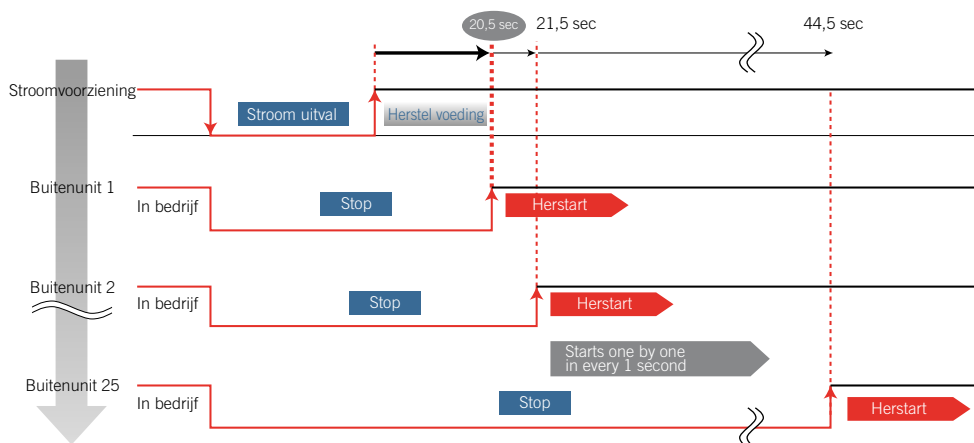 20,5 sec
21,5 sec
44,5 sec
Stroomvoorziening
Stroom uitval
Herstel voeding
Buitenunit 1
In bedrijf
Stop
Herstart
Buitenunit 2
In bedrijf
Stop
Herstart
Starts one by one
in every 1 second
Buitenunit 25
In bedrijf
Stop
Herstart